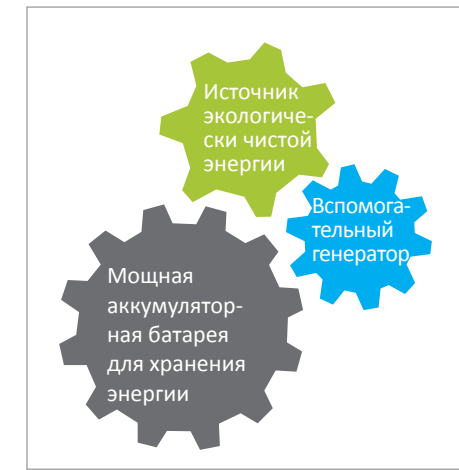 Источник
экологиче-
ски чистой
энергии
Вспомога-
тельный
генератор
Мощная
аккумулятор-
ная батарея
для хранения
энергии